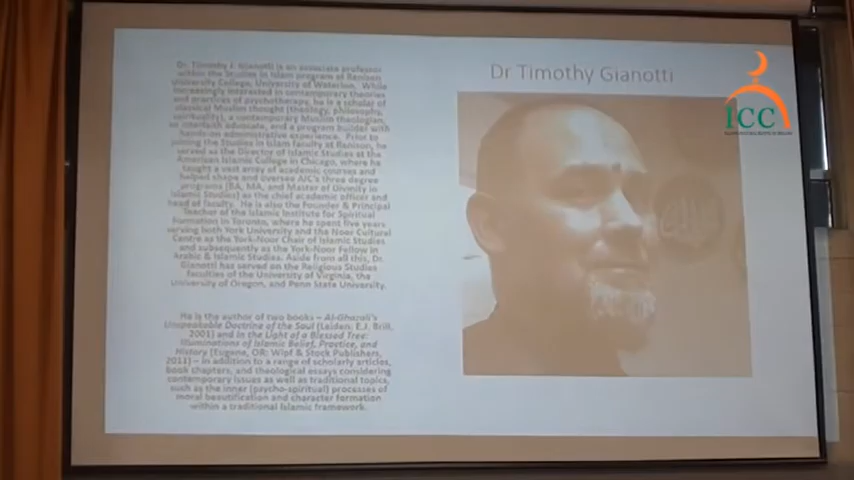 Dr. Timothy J. Gianotti is an associate professor
within the Studies in Islam program at Renison
University College, University of Waterloo. While
increasingly interested in contemporary theories
and practices of psychotherapy, he is a scholar of
classical Muslim thought (theology, philosophy,
spirituality), a contemporary Muslim theologian,
an interfaith advocate, and a program builder with
hands-on administrative experience. Prior to
joining the Studies in Islam faculty at Renison, he
served as the Director of Islamic Studies at the
American Islamic College in Chicago, where he
taught a vast array of academic courses and
helped shape and oversee AIC's three degree
programs (BA, MA, and Master of Divinity in
Islamic Studies) as the chief academic officer and
head of faculty. He is also the Founder & Principal
Teacher of the Islamic Institute for Spiritual
Formation in Toronto, where he spent five years
serving both York University and the Noor Cultural
Centre as the York-Noor Chair of Islamic Studies
and subsequently as the York-Noor Fellow in
Arabic & Islamic Studies. Aside from all this, Dr.
Gianotti has served on the Religious Studies
faculties of the University of Virginia, the
University of Oregon, and Penn State University.
He is the author of two books – Al-Ghazali's
Unspeakable Doctrine of the Soul (Leiden: E.J. Brill,
2001) and In the Light of a Blessed Tree:
Illuminations of Islamic Belief, Practice, and
History (Eugene, OR: Wipf & Stock Publishers,
2011) – in addition to a range of scholarly articles,
book chapters, and theological essays considering
contemporary issues as well as traditional topics,
such as the inner (psycho-spiritual) processes of
moral beautification and character formation
within a traditional Islamic framework.
Dr Timothy Gianotti
ICC